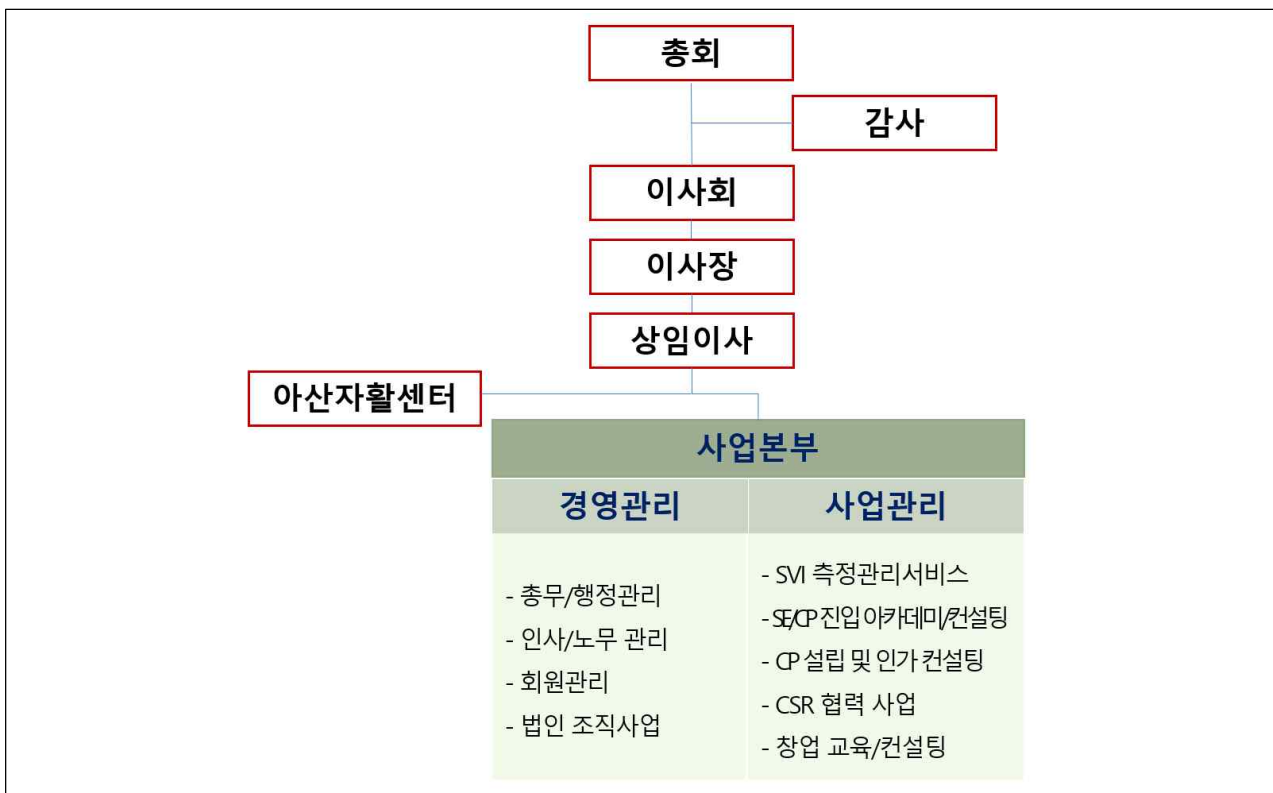 총회
감사
이사회
이사장
상임이사
아산자활센터
사업본부
경영관리
사업관리
- 총무/행정관리
- 인사/노무 관리
- 회원관리
- 법인 조직사업
- SVI 측정관리서비스
- SE/CP 진입 아카데미/컨설팅
- CP 설립 및 인가 컨설팅
- CSR 협력 사업
- 창업 교육/컨설팅